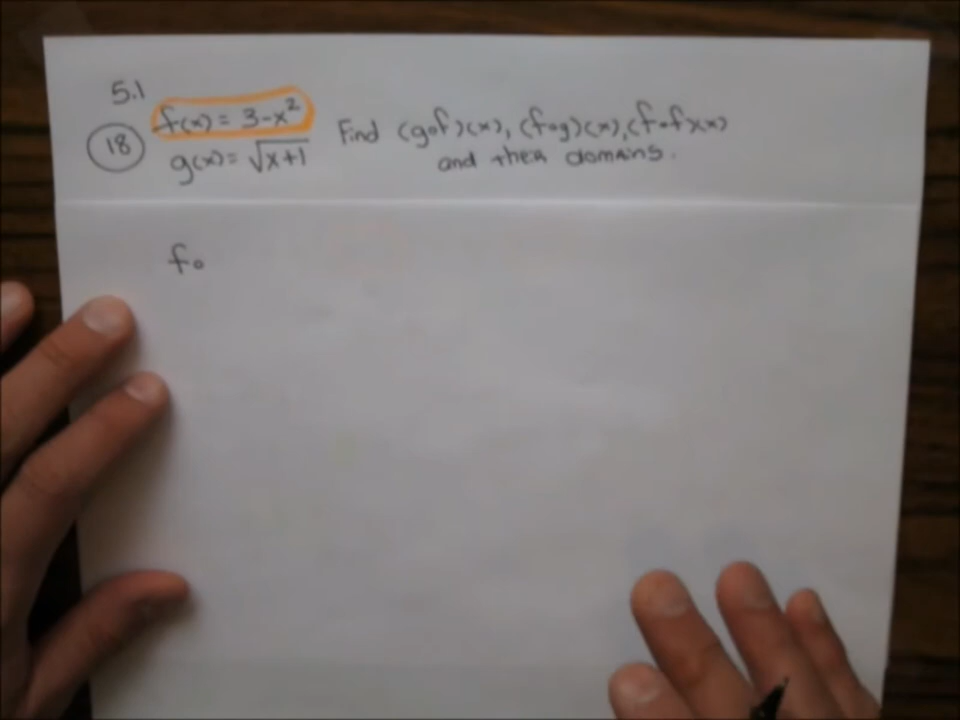 5.1
18 f(x) = 3-x² Find (g∘f)(x), (f∘g)(x), (f∘f)(x)
g(x) = √x+1 and their domains.
f∘